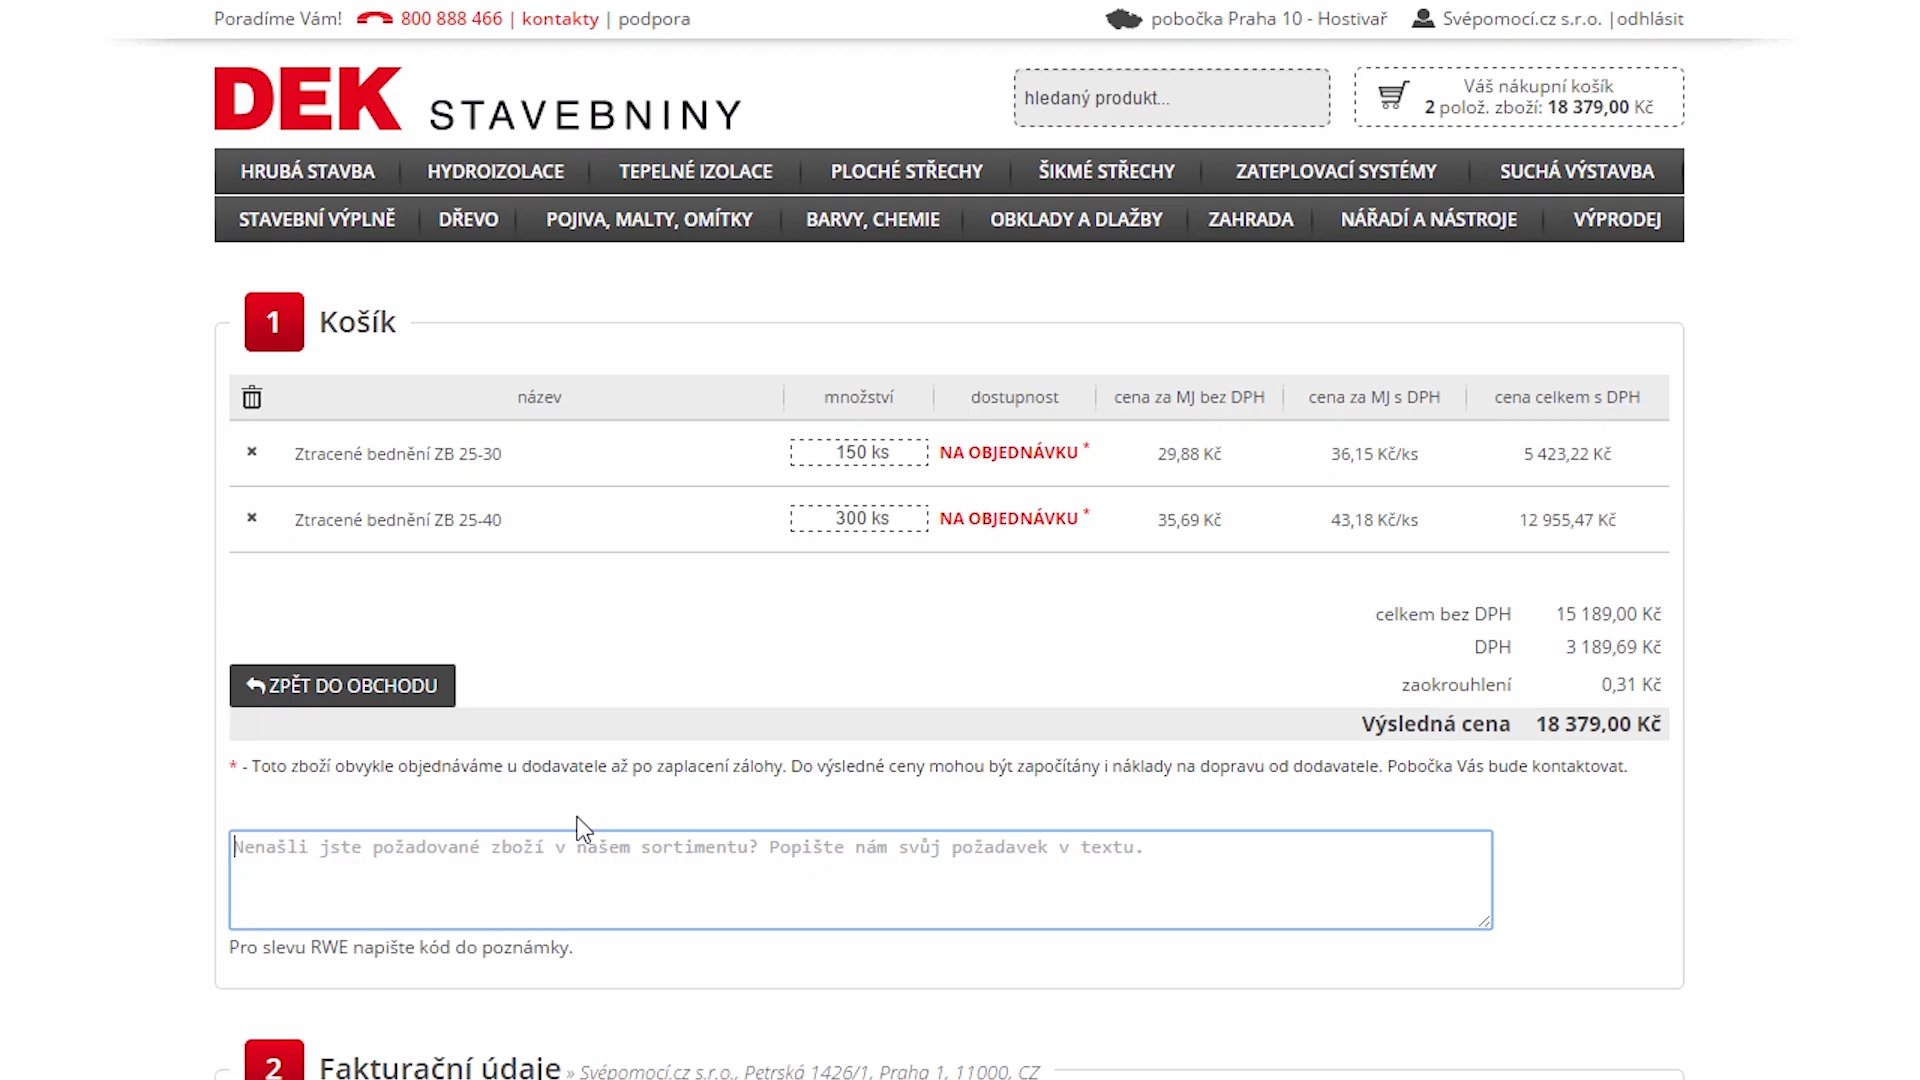 Poradíme Vám! 800 888 466 | kontakty | podpora
pobočka Praha 10 - Hostivař Svépomocí.cz s.r.o. | odhlásit
DEK STAVEBNINY
hledaný produkt...
Váš nákupní košík
2 polož. zboží: 18 379,00 Kč
HRUBÁ STAVBA HYDROIZOLACE TEPELNÉ IZOLACE PLOCHÉ STŘECHY ŠIKMÉ STŘECHY ZATEPLOVACÍ SYSTÉMY SUCHÁ VÝSTAVBA
STAVEBNÍ VÝPLNĚ DŘEVO POJIVA, MALTY, OMÍTKY BARVY, CHEMIE OBKLADY A DLAŽBY ZAHRADA NÁŘADÍ A NÁSTROJE VÝPRODEJ
1 Košík
název množství dostupnost cena za MJ bez DPH cena za MJ s DPH cena celkem s DPH
Ztracené bednění ZB 25-30 150 ks NA OBJEDNÁVKU * 29,88 Kč 36,15 Kč/ks 5 423,22 Kč
Ztracené bednění ZB 25-40 300 ks NA OBJEDNÁVKU * 35,69 Kč 43,18 Kč/ks 12 955,47 Kč
celkem bez DPH 15 189,00 Kč
DPH 3 189,69 Kč
ZPĚT DO OBCHODU
zaokrouhlení 0,31 Kč
Výsledná cena 18 379,00 Kč
* - Toto zboží obvykle objednáváme u dodavatele až po zaplacení zálohy. Do výsledné ceny mohou být započítány i náklady na dopravu od dodavatele. Pobočka Vás bude kontaktovat.
Nenašli jste požadované zboží v našem sortimentu? Popište nám svůj požadavek v textu.
Pro slevu RWE napište kód do poznámky.
2 Fakturační údaje » Svépomocí.cz s.r.o., Petrská 1426/1, Praha 1, 11000, CZ